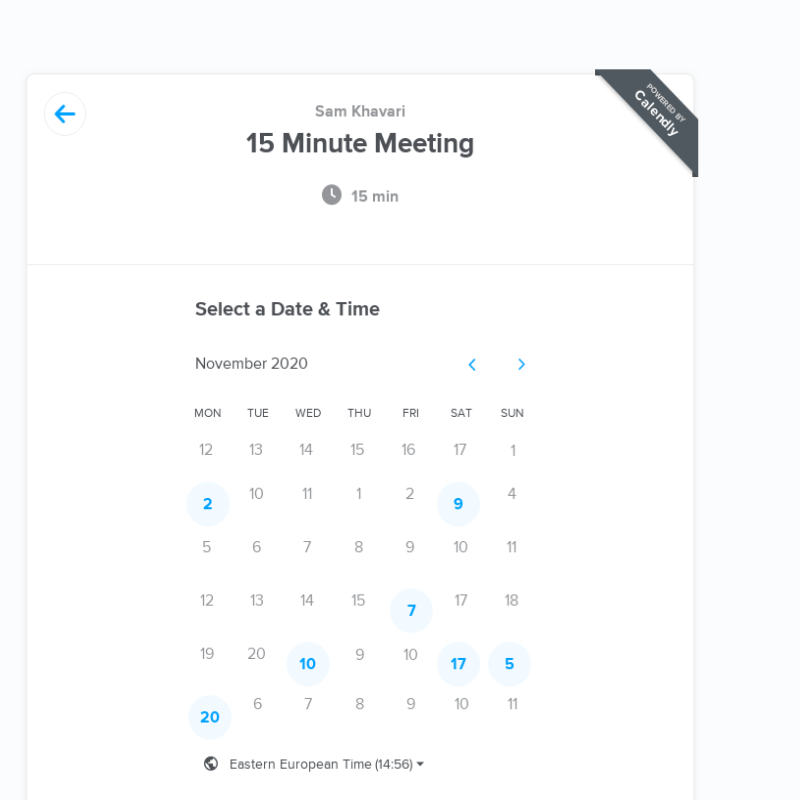 POWERED BY
Calendly
Sam Khavari
15 Minute Meeting
15 min
Select a Date & Time
November 2020
MON TUE WED THU FRI SAT SUN
12 13 14 15 16 17 1
2 10 11 1 2 9 4
5 6 7 8 9 10 11
12 13 14 15 7 17 18
19 20 10 9 10 17 5
20 6 7 8 9 10 11
Eastern European Time (14:56)